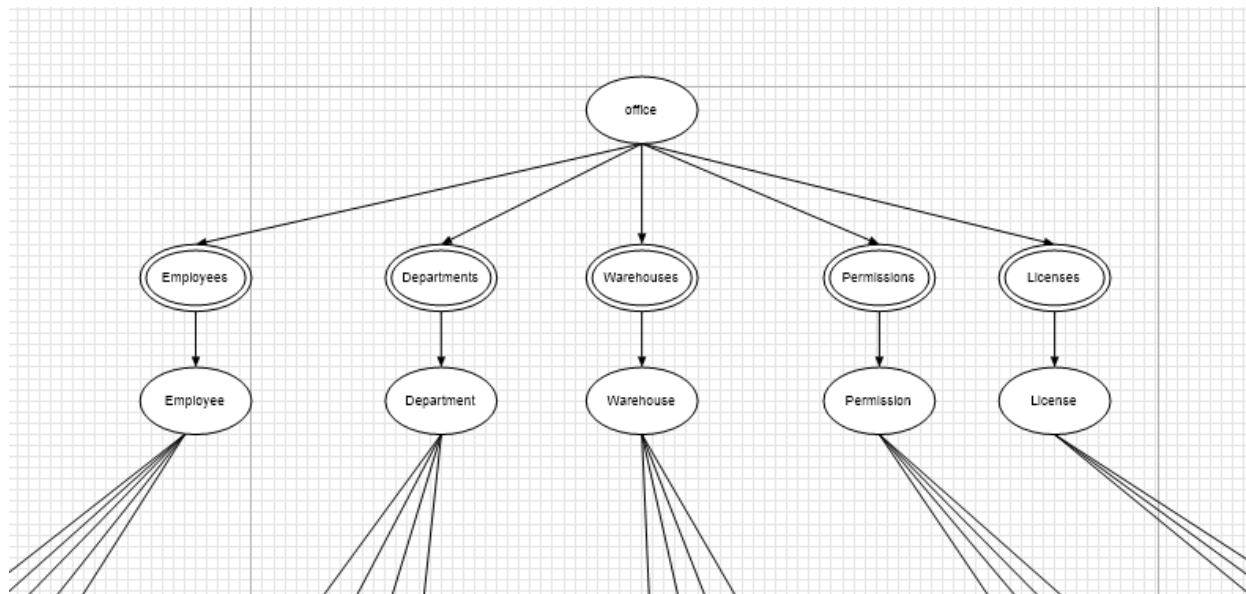 office
Employees
Departments
Warehouses
Permissions
Licenses
Employee
Department
Warehouse
Permission
License